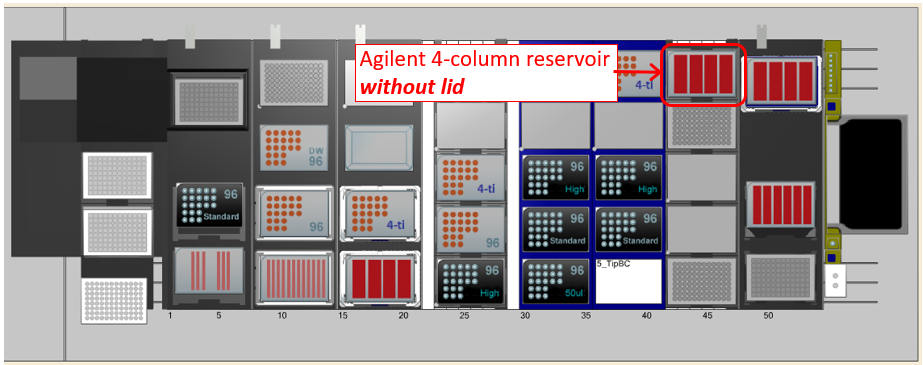 Agilent 4-column reservoir
without lid
4-ti
DW
96
96
High
96
High
4-ti
96
Standard
96
4-ti
96
96
Standard
96
Standard
96
High
96
50ul
5_TipBC
1
5
10
15
20
25
30
35
40
45
50